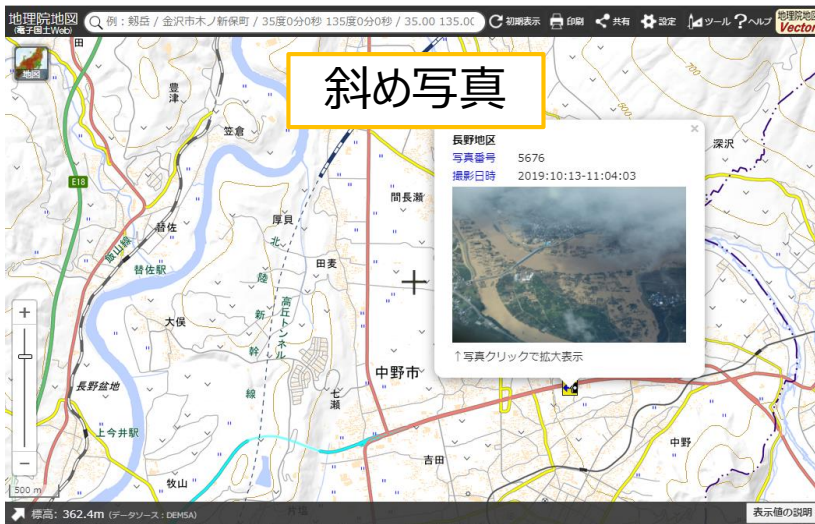 地理院地図
(電子国土Web)
例：剱岳 / 金沢市木ノ新保町 / 35度0分0秒 135度0分0秒 / 35.00 135.00
初期表示
印刷
共有
設定
ツール
ヘルプ
地理院地図
Vector
地図
斜め写真
田
豊津
笠倉
深沢
700
800
長野地区
写真番号 5676
撮影日時 2019:10:13-11:04:03
↑写真クリックで拡大表示
E18
間長瀬
厚貝
替佐
飯山線
北陸新幹線
田麦
替佐駅
高丘トンネル
大俣
中野市
七瀬
長野盆地
上今井駅
中野
吉田
牧山
片塩
500 m
標高: 362.4m (データソース：DEM5A)
表示値の説明